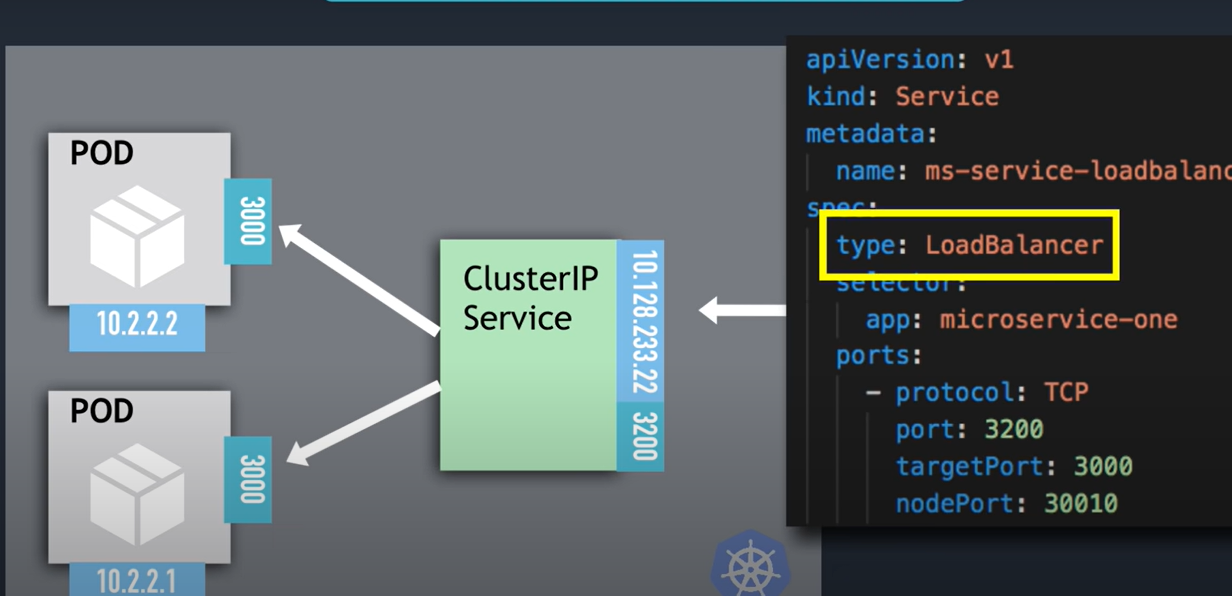 POD
3000
10.2.2.2
POD
3000
10.2.2.1
ClusterIP
Service
10.128.233.22
3200
apiVersion: v1
kind: Service
metadata:
name: ms-service-loadbalanc
spec:
type: LoadBalancer
selector:
app: microservice-one
ports:
- protocol: TCP
port: 3200
targetPort: 3000
nodePort: 30010